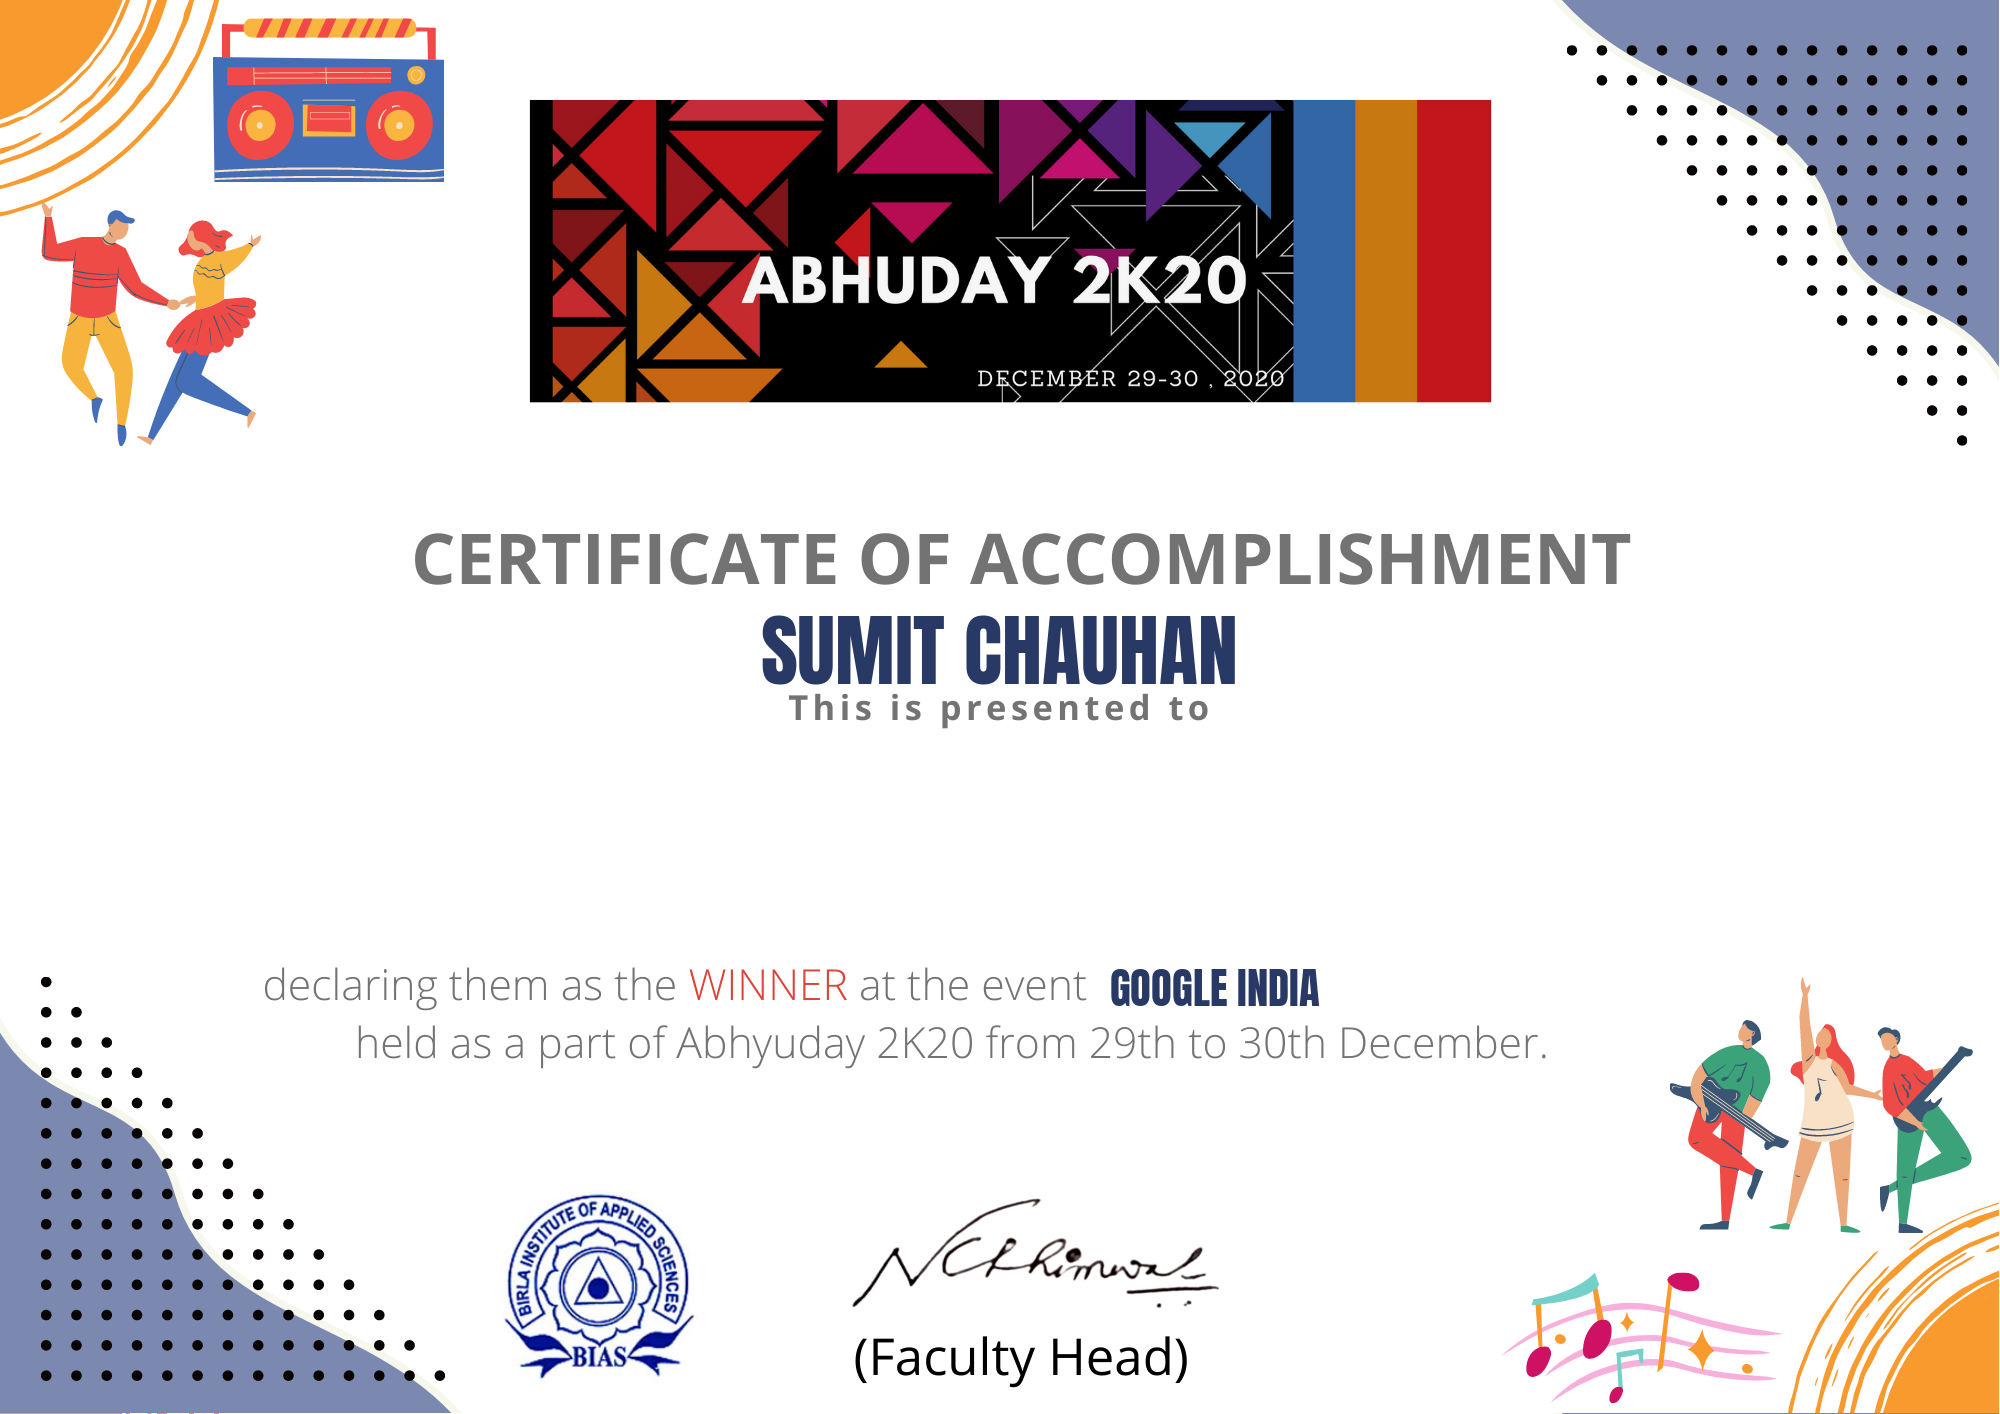 ABHUDAY 2K20
DECEMBER 29-30 , 2020
CERTIFICATE OF ACCOMPLISHMENT
SUMIT CHAUHAN
This is presented to
declaring them as the WINNER at the event GOOGLE INDIA
held as a part of Abhyuday 2K20 from 29th to 30th December.
BIRLA INSTITUTE OF APPLIED SCIENCES
BIAS
(Faculty Head)